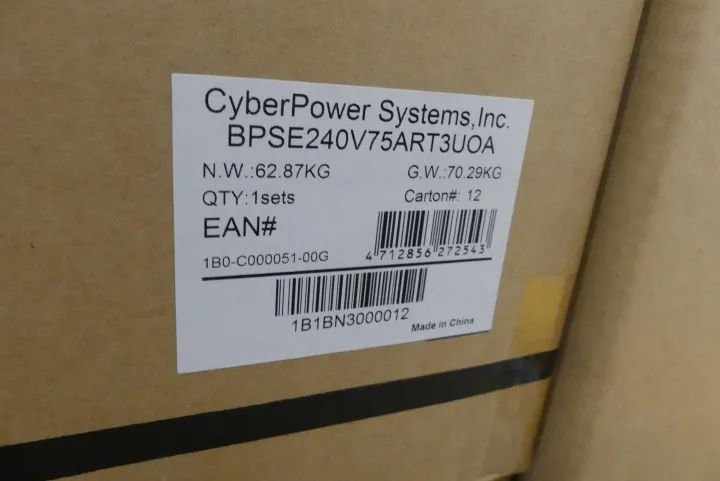 CyberPower Systems,Inc.
BPSE240V75ART3UOA
N.W.:62.87KG G.W.:70.29KG
QTY:1sets Carton#: 12
EAN#
4 712856 272543
1B0-C000051-00G
1B1BN3000012
Made in China